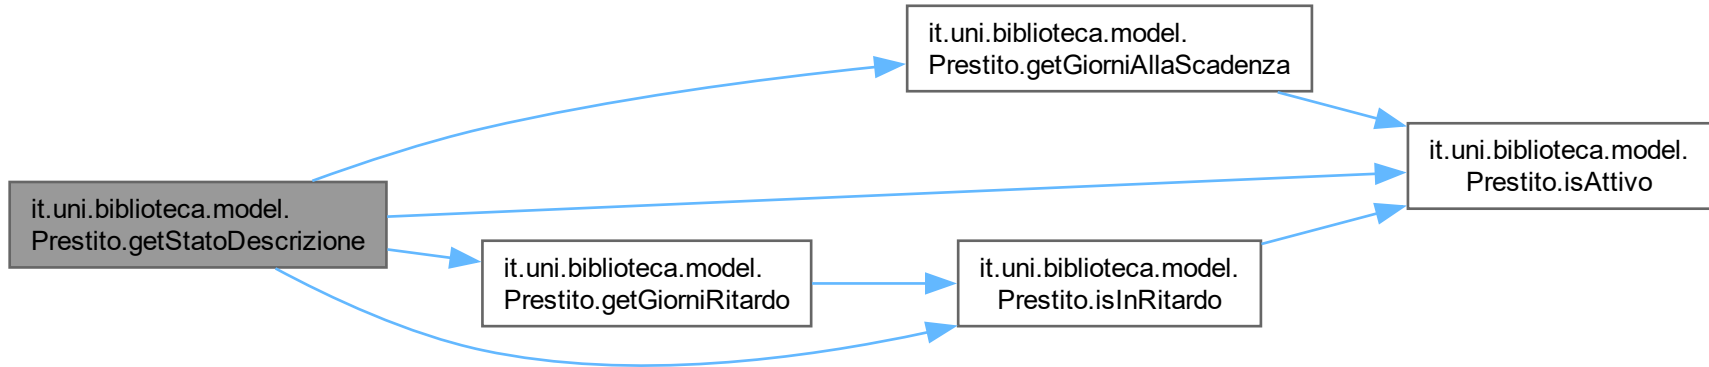 it.uni.biblioteca.model.
Prestito.getStatoDescrizione
it.uni.biblioteca.model.
Prestito.getGiorniAllaScadenza
it.uni.biblioteca.model.
Prestito.getGiorniRitardo
it.uni.biblioteca.model.
Prestito.isInRitardo
it.uni.biblioteca.model.
Prestito.isAttivo